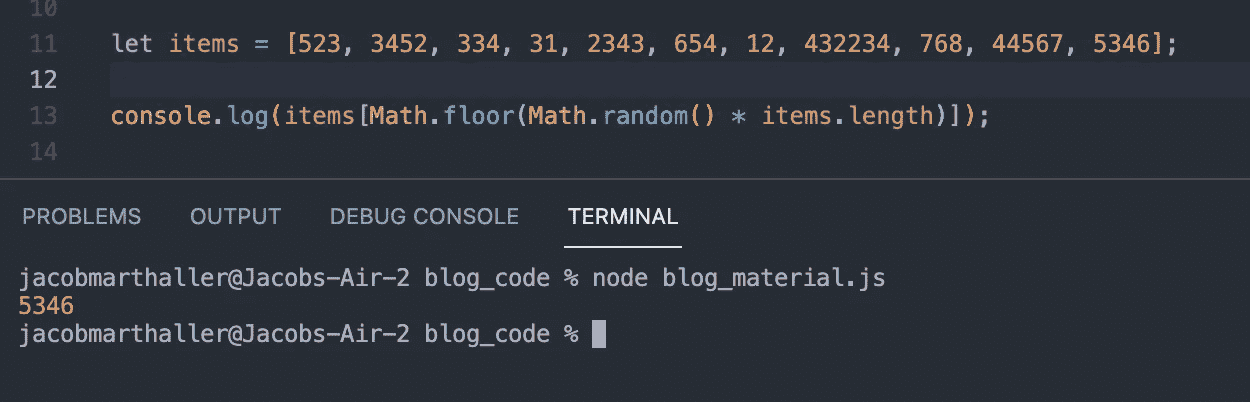 10
11 let items = [523, 3452, 334, 31, 2343, 654, 12, 432234, 768, 44567, 5346];
12
13 console.log(items[Math.floor(Math.random() * items.length)]);
14
PROBLEMS OUTPUT DEBUG CONSOLE TERMINAL
jacobmarthaller@Jacobs-Air-2 blog_code % node blog_material.js
5346
jacobmarthaller@Jacobs-Air-2 blog_code %